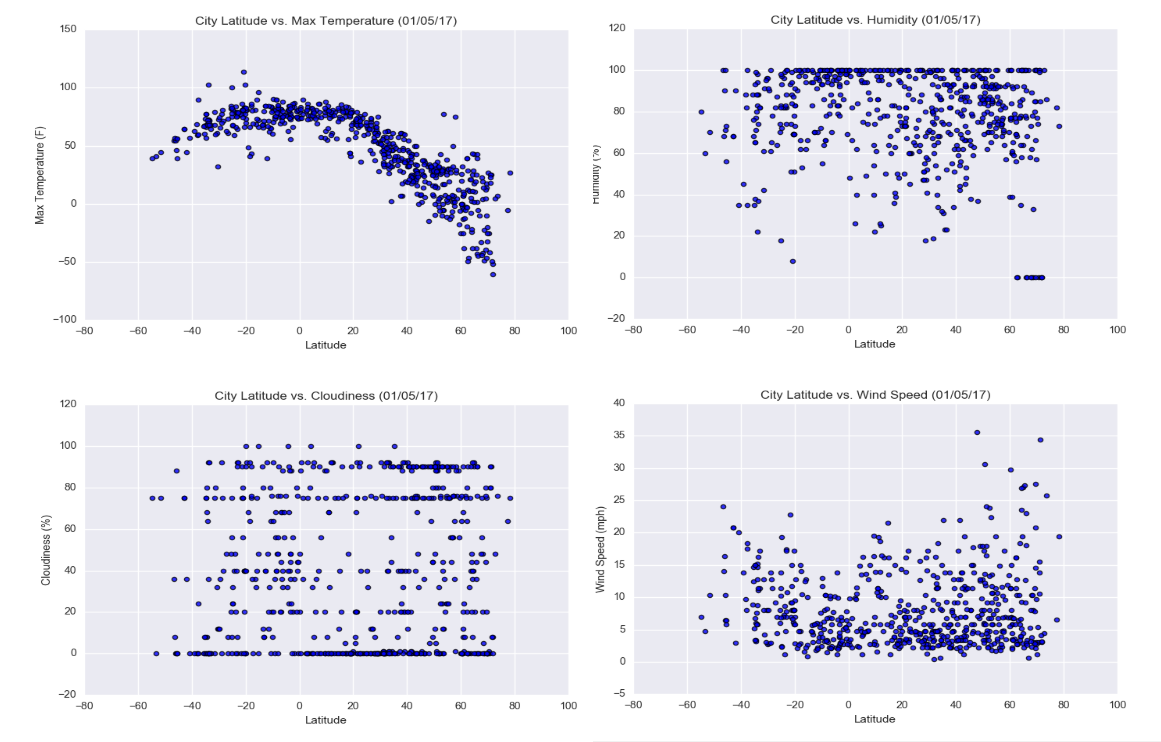 City Latitude vs. Max Temperature (01/05/17)
150
100
50
0
−50
−100
Max Temperature (F)
−80 −60 −40 −20 0 20 40 60 80 100
Latitude
City Latitude vs. Humidity (01/05/17)
120
100
80
60
40
20
0
−20
Humidity (%)
−80 −60 −40 −20 0 20 40 60 80 100
Latitude
City Latitude vs. Cloudiness (01/05/17)
120
100
80
60
40
20
0
−20
Cloudiness (%)
−80 −60 −40 −20 0 20 40 60 80 100
Latitude
City Latitude vs. Wind Speed (01/05/17)
40
35
30
25
20
15
10
5
0
−5
Wind Speed (mph)
−80 −60 −40 −20 0 20 40 60 80 100
Latitude